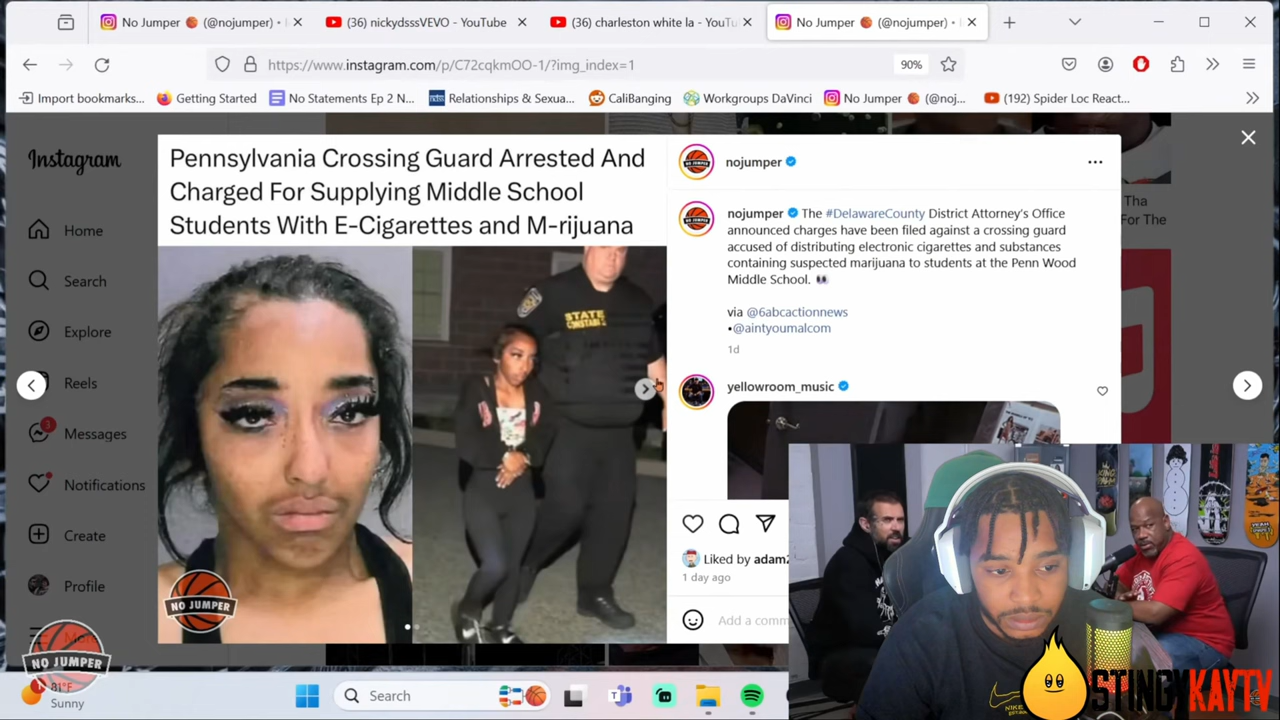 No Jumper 🏀 (@nojumper) • I
(36) nickydsssVEVO - YouTube
(36) charleston white la - YouTu
No Jumper 🏀 (@nojumper) • I
https://www.instagram.com/p/C72cqkmOO-1/?img_index=1
90%
Import bookmarks...
Getting Started
No Statements Ep 2 N...
Relationships & Sexua...
CaliBanging
Workgroups DaVinci
No Jumper 🏀 (@noj...
(192) Spider Loc React...
Instagram
Home
Search
Explore
Reels
Messages
Notifications
Create
Profile
Pennsylvania Crossing Guard Arrested And
Charged For Supplying Middle School
Students With E-Cigarettes and M-rijuana
STATE
CONSTABLE
NO JUMPER
nojumper
nojumper The #DelawareCounty District Attorney's Office
announced charges have been filed against a crossing guard
accused of distributing electronic cigarettes and substances
containing suspected marijuana to students at the Penn Wood
Middle School. 👀
via @6abcactionnews
•@aintyoumalcom
1d
yellowroom_music
Liked by adam2
1 day ago
Add a comm
Tha
For The
NO JUMPER
81°F
Sunny
Search
NIKE
STINGYKAYTV